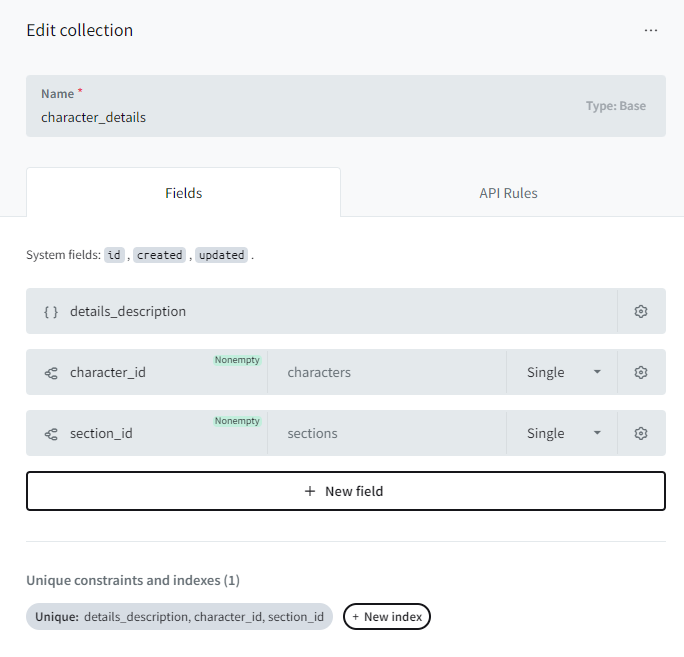 Edit collection
Name *
character_details
Type: Base
Fields
API Rules
System fields: id , created , updated .
{ } details_description
character_id Nonempty characters Single
section_id Nonempty sections Single
+ New field
Unique constraints and indexes (1)
Unique: details_description, character_id, section_id + New index